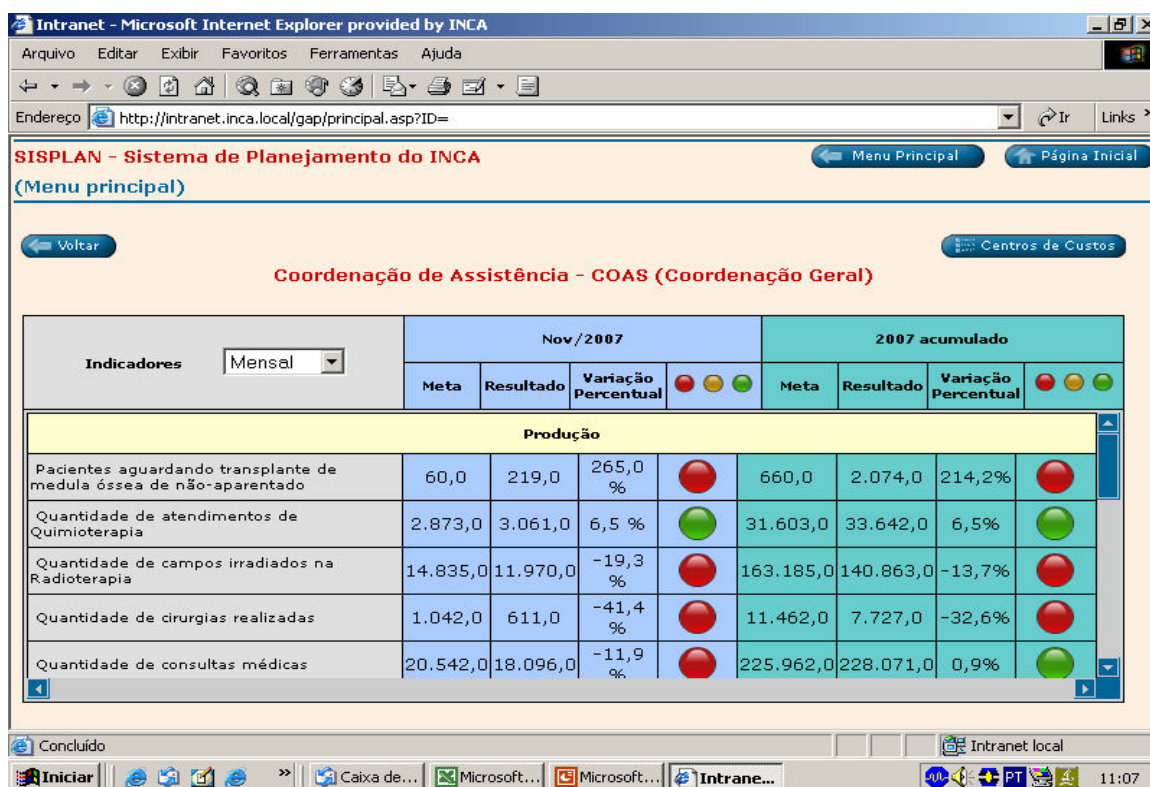 Intranet - Microsoft Internet Explorer provided by INCA
Arquivo Editar Exibir Favoritos Ferramentas Ajuda
Endereço http://intranet.inca.local/gap/principal.asp?ID= Ir Links
SISPLAN - Sistema de Planejamento do INCA
Menu Principal Página Inicial
(Menu principal)
Voltar Centros de Custos
Coordenação de Assistência - COAS (Coordenação Geral)
Indicadores Mensal
Nov/2007 2007 acumulado
Meta Resultado Variação Percentual Meta Resultado Variação Percentual
Produção
Pacientes aguardando transplante de
medula óssea de não-aparentado
60,0 219,0 265,0 % 660,0 2.074,0 214,2%
Quantidade de atendimentos de
Quimioterapia
2.873,0 3.061,0 6,5 % 31.603,0 33.642,0 6,5%
Quantidade de campos irradiados na
Radioterapia
14.835,0 11.970,0 -19,3 % 163.185,0 140.863,0 -13,7%
Quantidade de cirurgias realizadas 1.042,0 611,0 -41,4 % 11.462,0 7.727,0 -32,6%
Quantidade de consultas médicas 20.542,0 18.096,0 -11,9 % 225.962,0 228.071,0 0,9%
Concluído Intranet local
Iniciar Caixa de... Microsoft... Microsoft... Intrane... PT 11:07